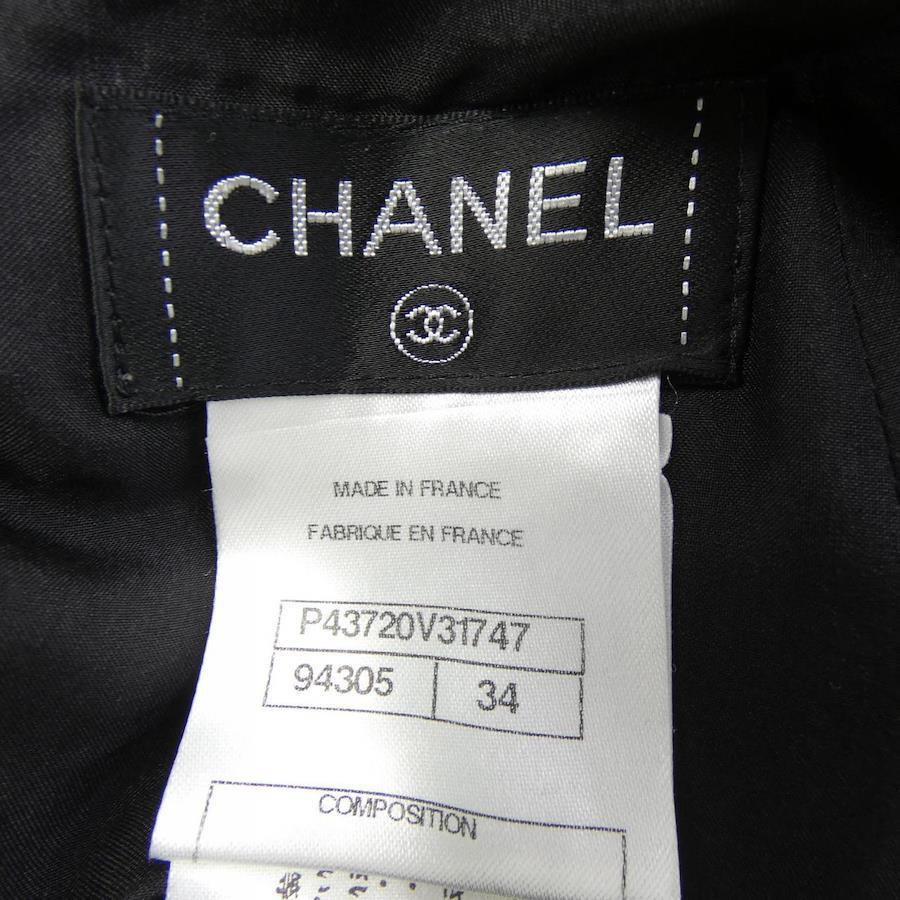 CHANEL
MADE IN FRANCE
FABRIQUE EN FRANCE
P43720V31747
94305 34
COMPOSITION